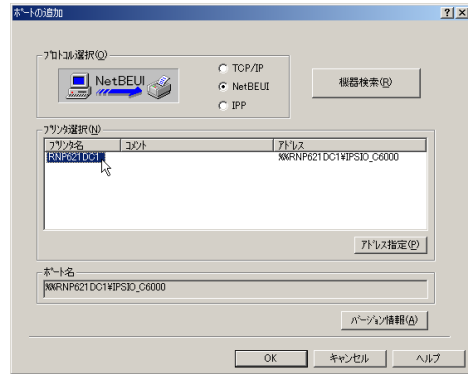 ポートの追加
プロトコル選択(O)
NetBEUI
TCP/IP
NetBEUI
IPP
機器検索(R)
プリンタ選択(N)
プリンタ名 コメント アドレス
RNP621DC1 %%RNP621DC1¥IPSIO_C6000
アドレス指定(P)
ポート名
%%RNP621DC1¥IPSIO_C6000
バージョン情報(A)
OK キャンセル ヘルプ